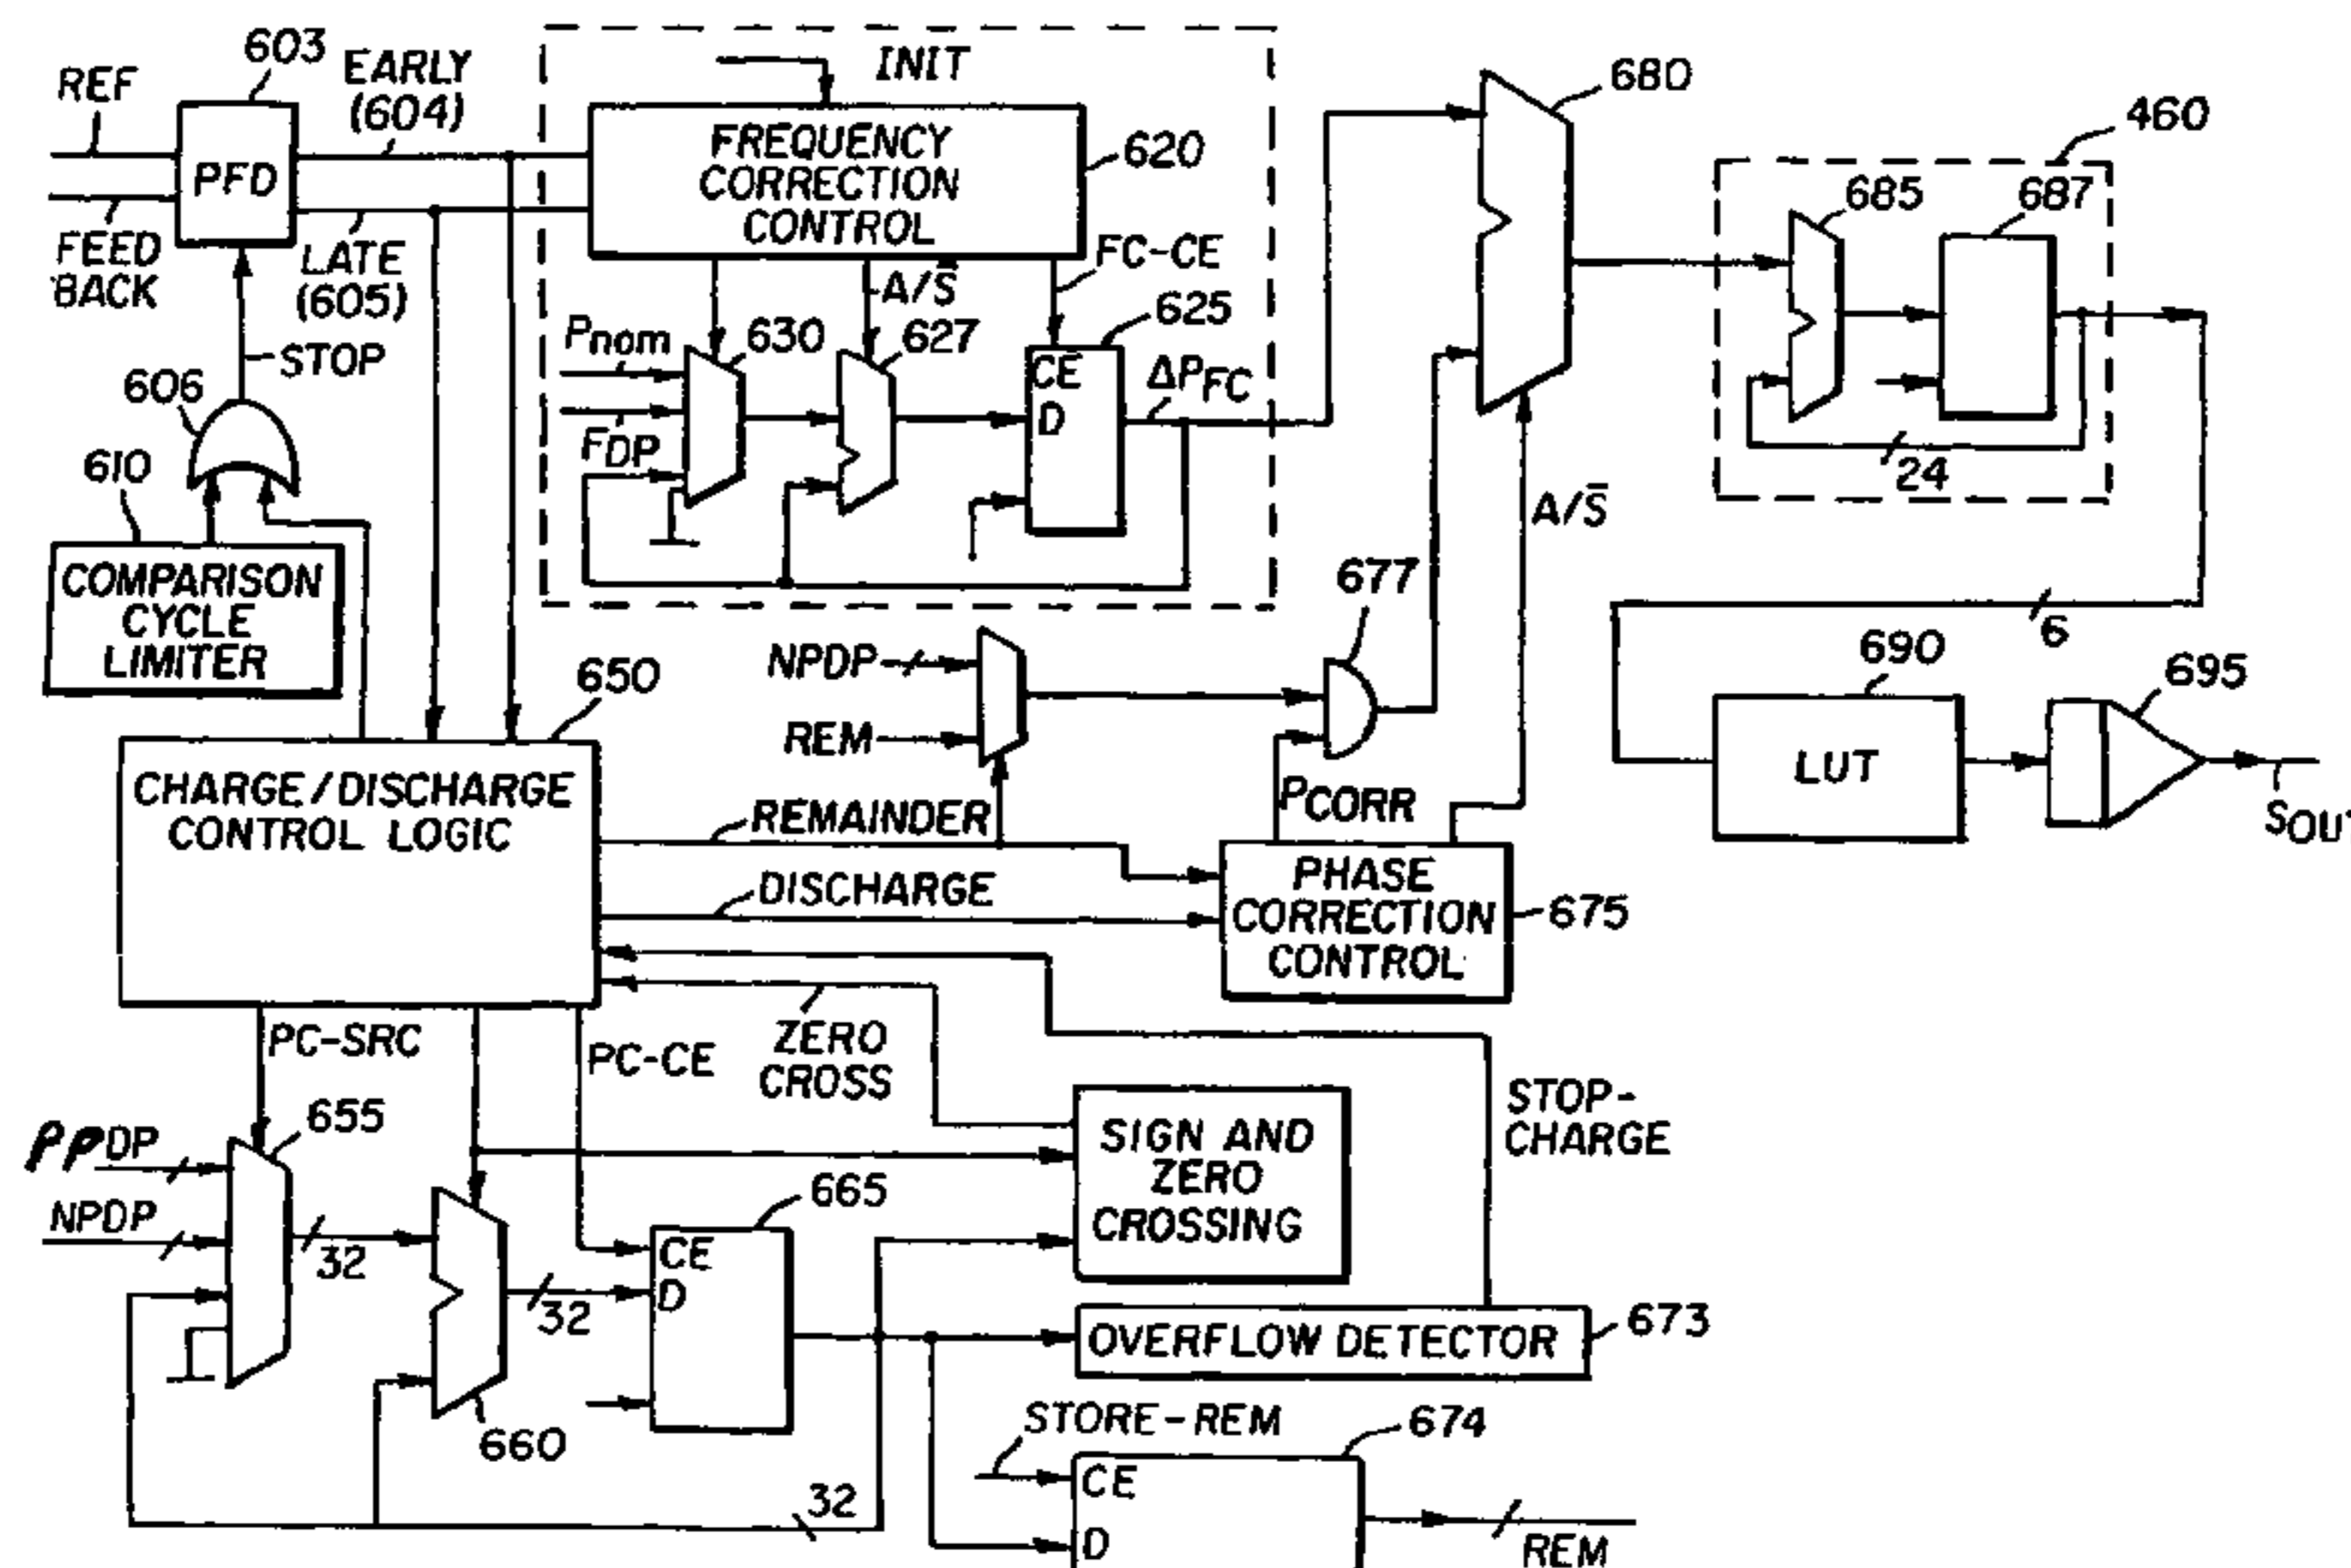 603
REF
EARLY
(604)
INIT
PFD
FREQUENCY
CORRECTION
CONTROL
620
680
460
685
687
FEED
BACK
LATE
(605)
A/S̅
FC-CE
625
STOP
606
Pnom
630
627
CE
D
ΔPFC
FDP
24
610
A/S̅
COMPARISON
CYCLE
LIMITER
677
6
NPDP
REM
650
690
695
LUT
CHARGE/DISCHARGE
CONTROL LOGIC
REMAINDER
PCORR
DISCHARGE
PHASE
CORRECTION
CONTROL
675
PC-SRC
PC-CE
ZERO
CROSS
STOP-
CHARGE
655
PPDP
NPDP
32
660
32
665
CE
D
SIGN AND
ZERO
CROSSING
OVERFLOW DETECTOR
673
STORE-REM
674
32
CE
D
REM